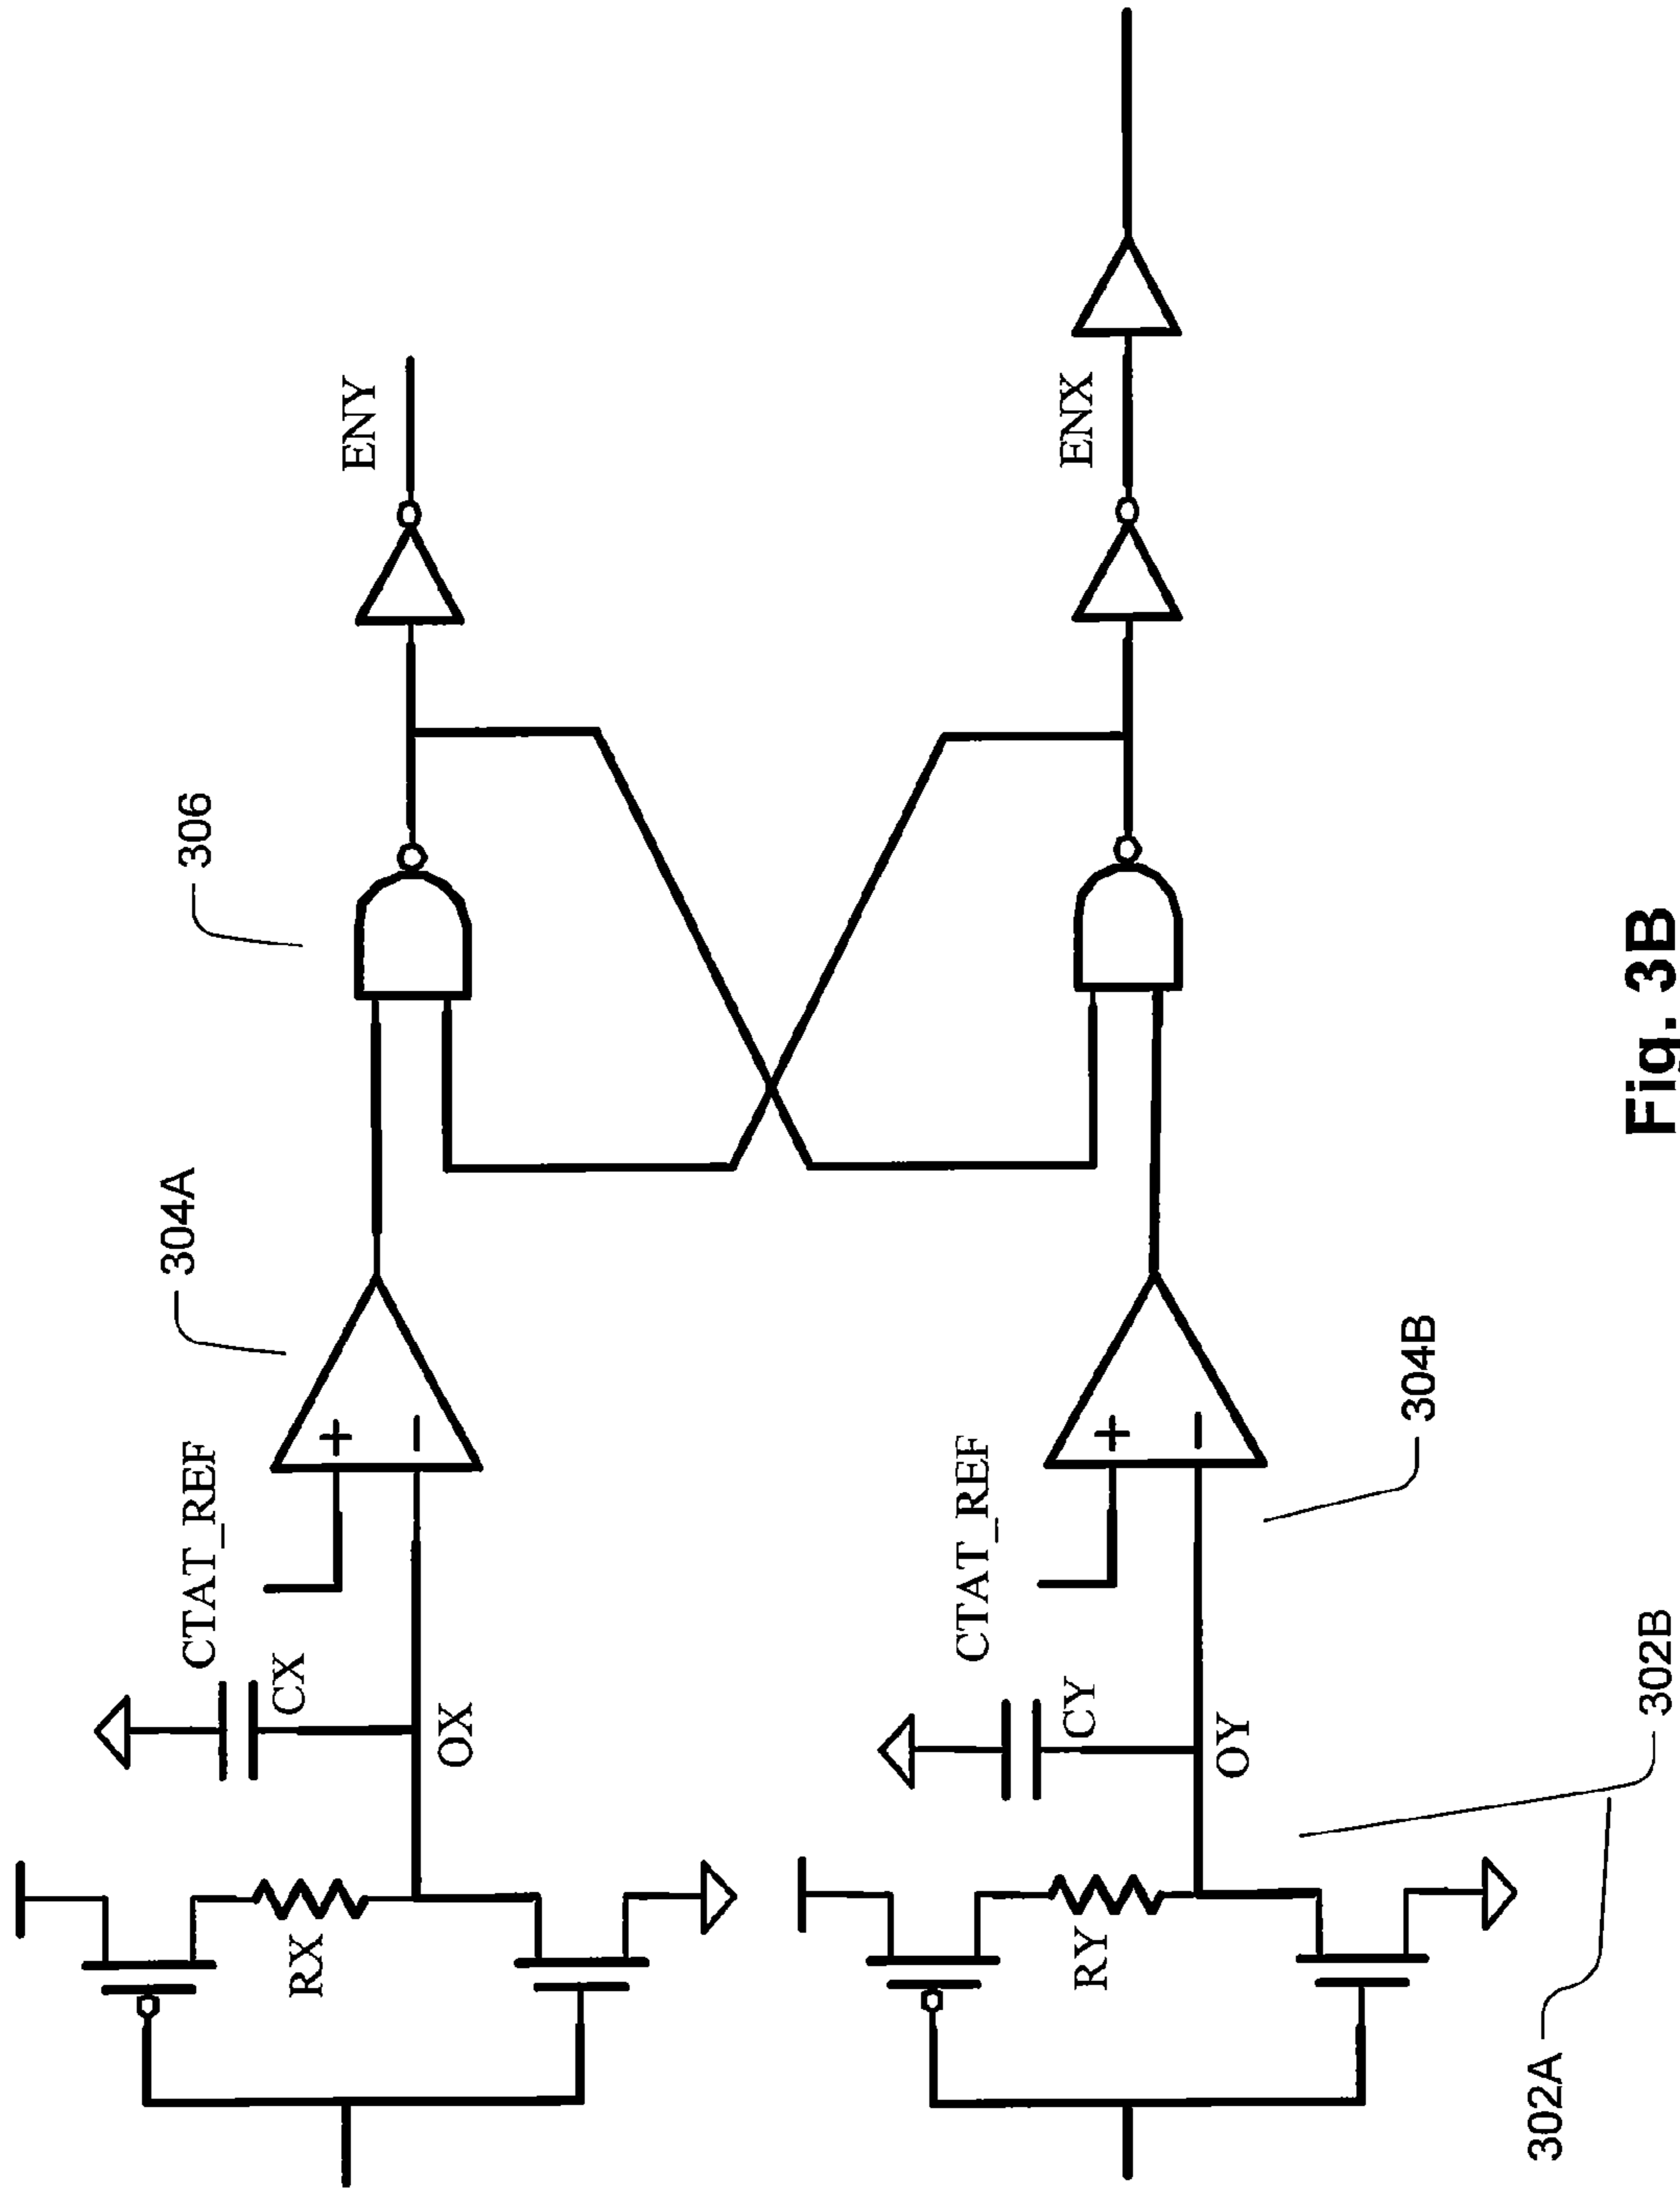 306
304A
ENY
CTAT_REF
CX
RX
OX
ENX
CTAT_REF
CY
RY
OY
304B
302B
302A
Fig. 3B